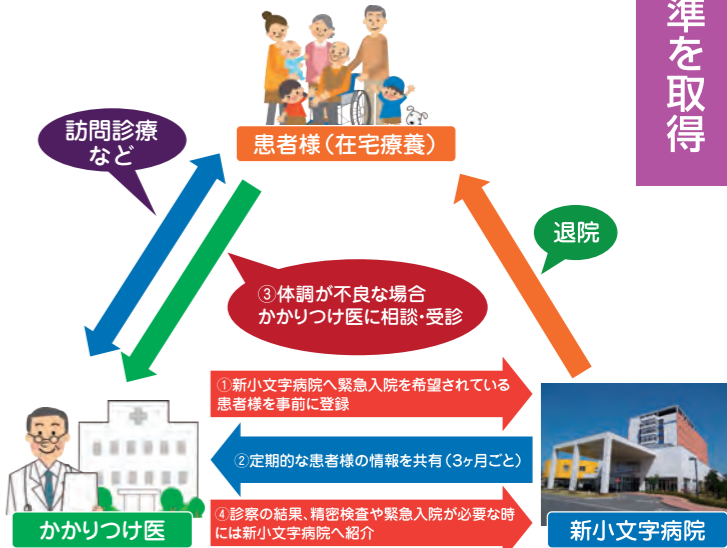 準を取得
患者様(在宅療養)
訪問診療
など
退院
③体調が不良な場合
かかりつけ医に相談・受診
①新小文字病院へ緊急入院を希望されている
患者様を事前に登録
②定期的な患者様の情報を共有(3ヶ月ごと)
④診察の結果、精密検査や緊急入院が必要な時
には新小文字病院へ紹介
かかりつけ医
新小文字病院